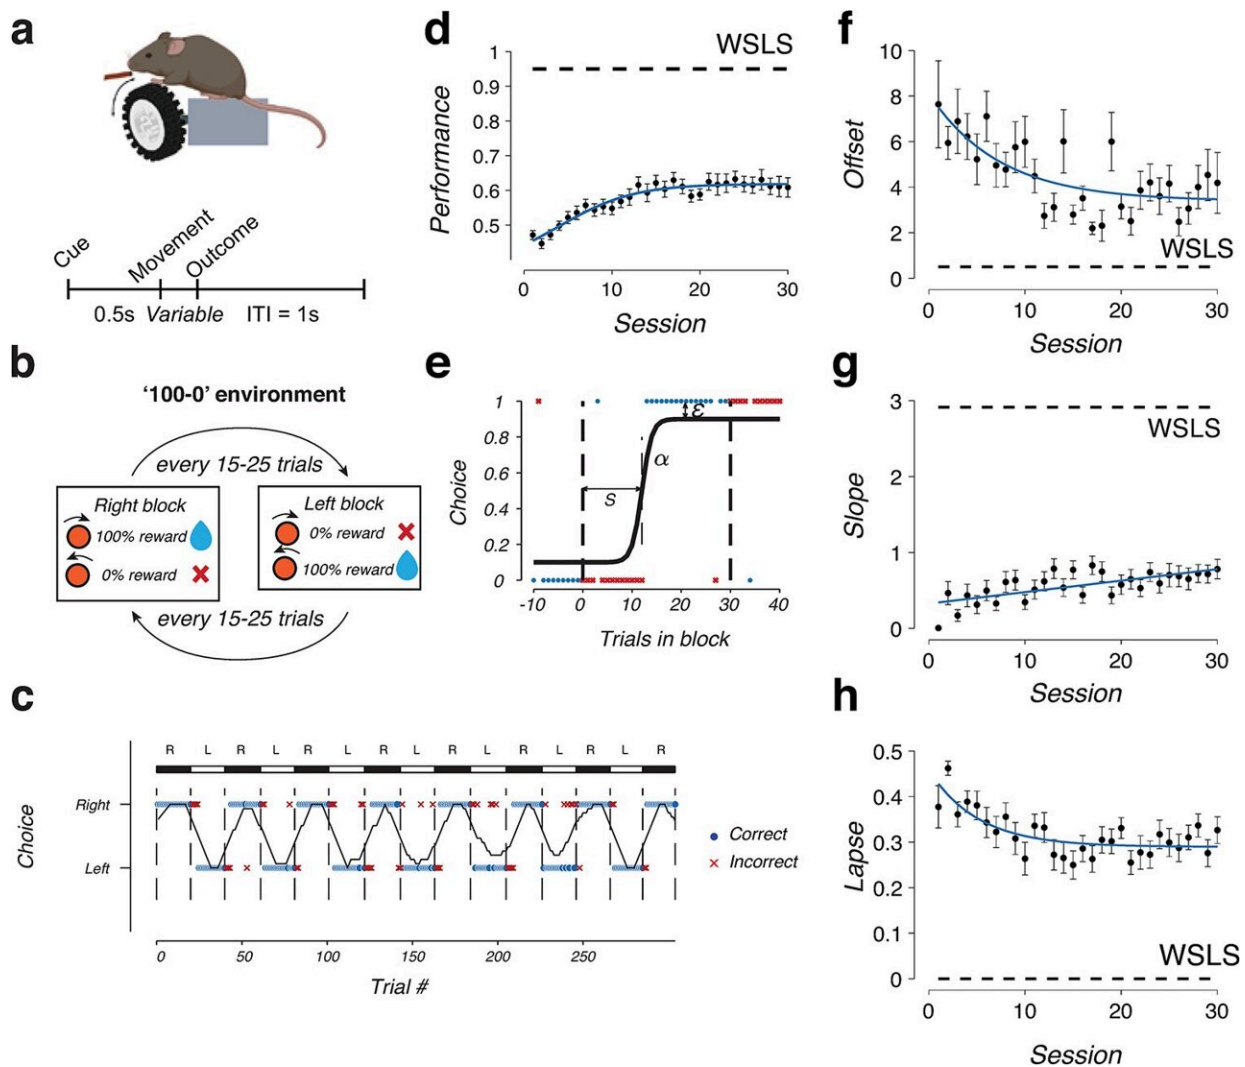 a
Cue
Movement
Outcome
0.5s Variable ITI = 1s
b
'100-0' environment
every 15-25 trials
Right block
100% reward
0% reward
Left block
0% reward
100% reward
every 15-25 trials
c
R L R L R L R L R L R L R L R
Choice
Right
Left
0 50 100 150 200 250
Trial #
Correct
Incorrect
d
WSLS
Performance
1
0.9
0.8
0.7
0.6
0.5
0 10 20 30
Session
e
Choice
1
0.8
0.6
0.4
0.2
0
ε
α
s
-10 0 10 20 30 40
Trials in block
f
Offset
10
8
6
4
2
0
WSLS
0 10 20 30
Session
g
Slope
3
2
1
0
WSLS
0 10 20 30
Session
h
Lapse
0.5
0.4
0.3
0.2
0.1
0
WSLS
0 10 20 30
Session